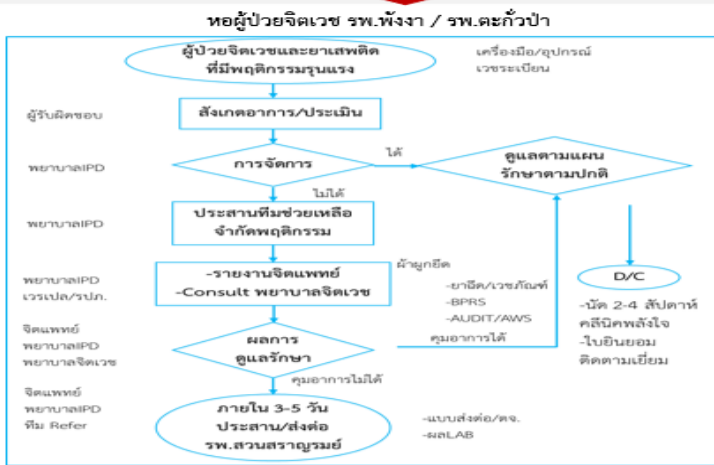 หอผู้ป่วยจิตเวช รพ.พังงา / รพ.ตะกั่วป่า
ผู้ป่วยจิตเวชและยาเสพติด
ที่มีพฤติกรรมรุนแรง
เครื่องมือ/อุปกรณ์
เวชระเบียน
ผู้รับผิดชอบ
สังเกตอาการ/ประเมิน
พยาบาลIPD
การจัดการ
ได้
ดูแลตามแผน
รักษาตามปกติ
ไม่ได้
พยาบาลIPD
ประสานทีมช่วยเหลือ
จำกัดพฤติกรรม
พยาบาลIPD
เวรเปล/รปภ.
-รายงานจิตแพทย์
-Consult พยาบาลจิตเวช
ผ้าผูกยึด
-ยาฉีด/เวชภัณฑ์
-BPRS
-AUDIT/AWS
D/C
-นัด 2-4 สัปดาห์
คลีนิคพลังใจ
-ใบยินยอม
ติดตามเยี่ยม
จิตแพทย์
พยาบาลIPD
พยาบาลจิตเวช
ผลการ
ดูแลรักษา
คุมอาการได้
คุมอาการไม่ได้
จิตแพทย์
พยาบาลIPD
ทีม Refer
ภายใน 3-5 วัน
ประสาน/ส่งต่อ
รพ.สวนสราญรมย์
-แบบส่งต่อ/ตจ.
-ผลLAB